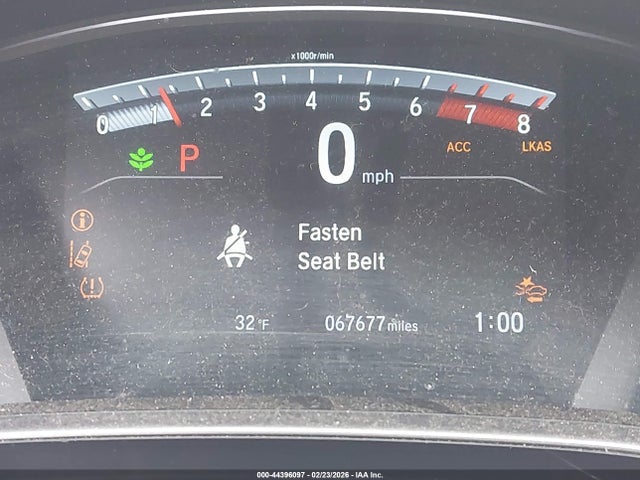 x1000r/min
0 1 2 3 4 5 6 7 8
ACC LKAS
P 0 mph
Fasten
Seat Belt
32°F 067677 miles 1:00
000-44396097 - 02/23/2026 - IAA Inc.